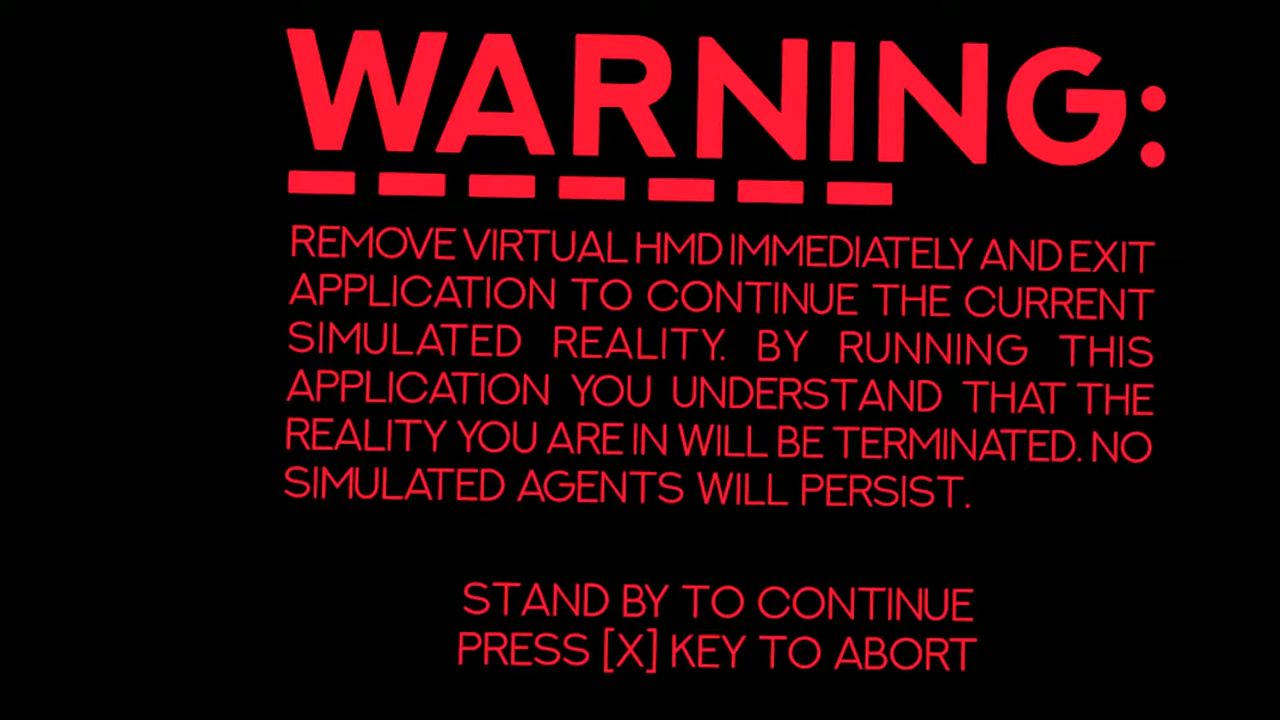 WARNING:
REMOVE VIRTUAL HMD IMMEDIATELY AND EXIT
APPLICATION TO CONTINUE THE CURRENT
SIMULATED REALITY. BY RUNNING THIS
APPLICATION YOU UNDERSTAND THAT THE
REALITY YOU ARE IN WILL BE TERMINATED. NO
SIMULATED AGENTS WILL PERSIST.
STAND BY TO CONTINUE
PRESS [X] KEY TO ABORT